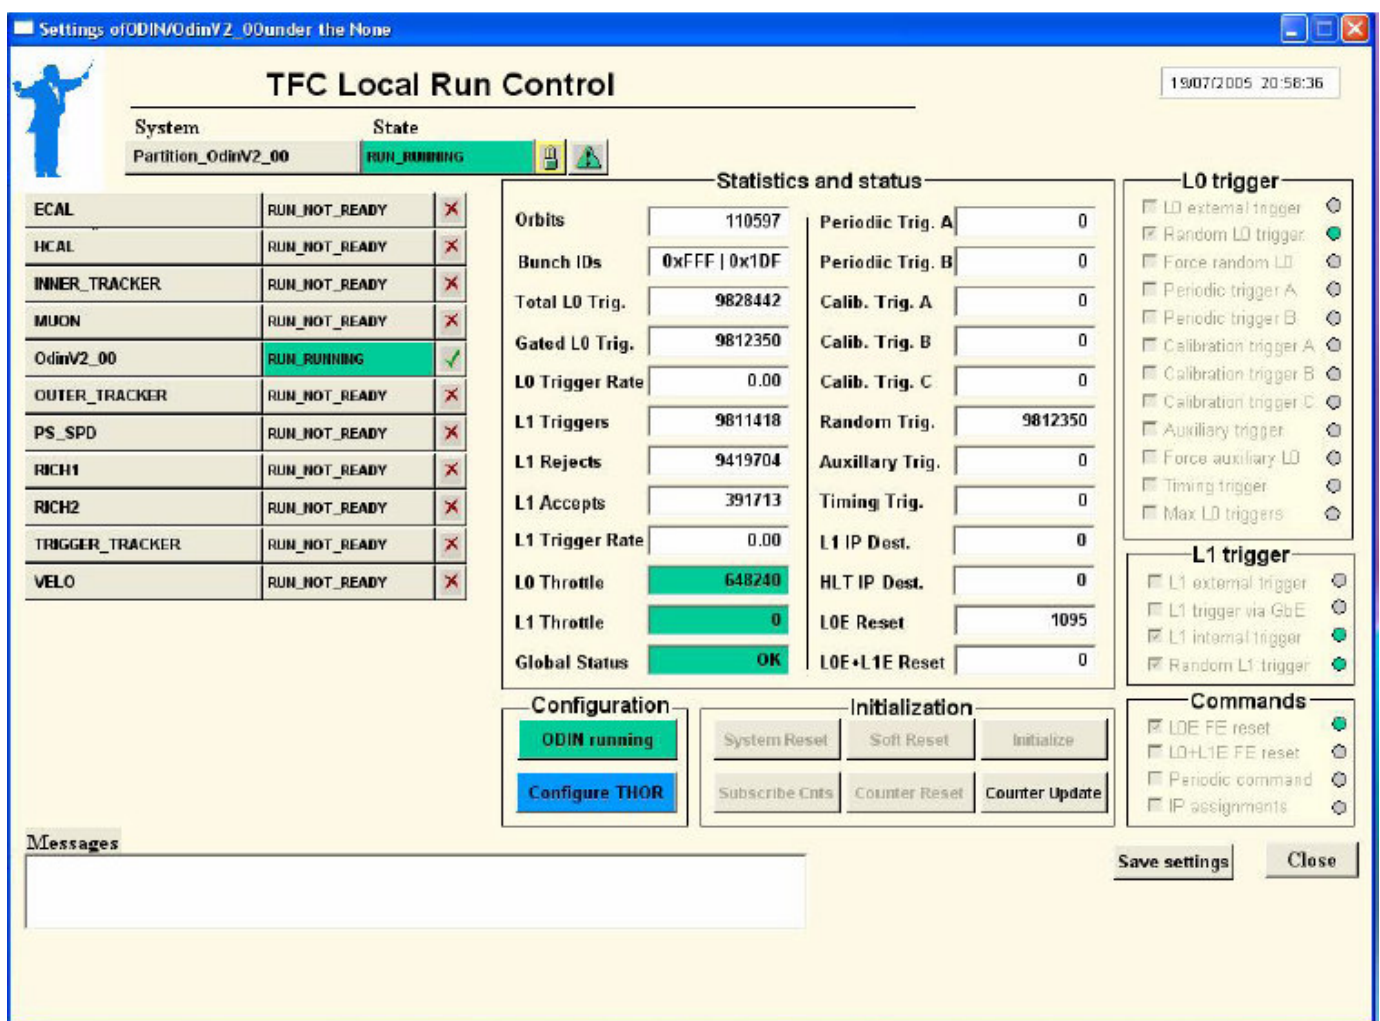 Settings ofODIN/OdinV2_00under the None
TFC Local Run Control
19/07/2005 20:58:36
System State
Partition_OdinV2_00 RUN_RUNNING
ECAL RUN_NOT_READY
HCAL RUN_NOT_READY
INNER_TRACKER RUN_NOT_READY
MUON RUN_NOT_READY
OdinV2_00 RUN_RUNNING
OUTER_TRACKER RUN_NOT_READY
PS_SPD RUN_NOT_READY
RICH1 RUN_NOT_READY
RICH2 RUN_NOT_READY
TRIGGER_TRACKER RUN_NOT_READY
VELO RUN_NOT_READY
Statistics and status
Orbits 110597
Bunch IDs 0xFFF | 0x1DF
Total L0 Trig. 9828442
Gated L0 Trig. 9812350
L0 Trigger Rate 0.00
L1 Triggers 9811418
L1 Rejects 9419704
L1 Accepts 391713
L1 Trigger Rate 0.00
L0 Throttle 648240
L1 Throttle 0
Global Status OK
Periodic Trig. A 0
Periodic Trig. B 0
Calib. Trig. A 0
Calib. Trig. B 0
Calib. Trig. C 0
Random Trig. 9812350
Auxillary Trig. 0
Timing Trig. 0
L1 IP Dest. 0
HLT IP Dest. 0
L0E Reset 1095
L0E+L1E Reset 0
L0 trigger
L0 external trigger
Random L0 trigger
Force random L0
Periodic trigger A
Periodic trigger B
Calibration trigger A
Calibration trigger B
Calibration trigger C
Auxiliary trigger
Force auxiliary L0
Timing trigger
Max L0 triggers
L1 trigger
L1 external trigger
L1 trigger via GbE
L1 internal trigger
Random L1 trigger
Configuration
ODIN running
Configure THOR
Initialization
System Reset Soft Reset Initialize
Subscribe Cnts Counter Reset Counter Update
Commands
L0E FE reset
L0+L1E FE reset
Periodic command
IP assignments
Messages
Save settings Close